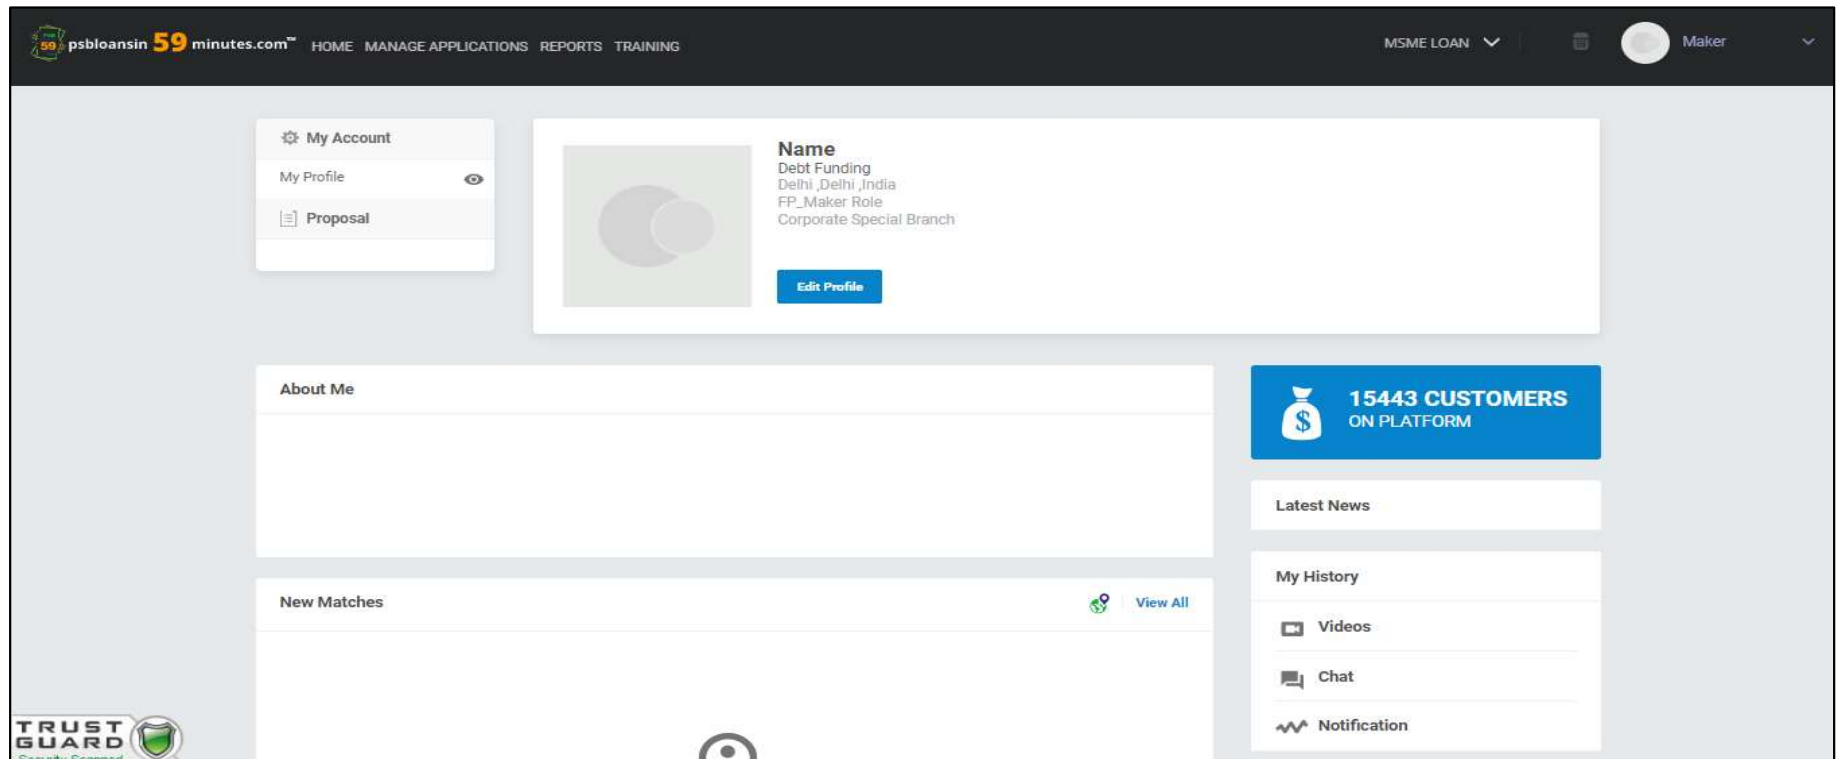 psbloansin 59 minutes.com™ HOME MANAGE APPLICATIONS REPORTS TRAINING MSME LOAN Maker
My Account
My Profile
Proposal
Name
Debt Funding
Delhi ,Delhi ,India
FP_Maker Role
Corporate Special Branch
Edit Profile
About Me
15443 CUSTOMERS
ON PLATFORM
Latest News
New Matches View All
My History
Videos
Chat
Notification
TRUST
GUARD
Security Scanned